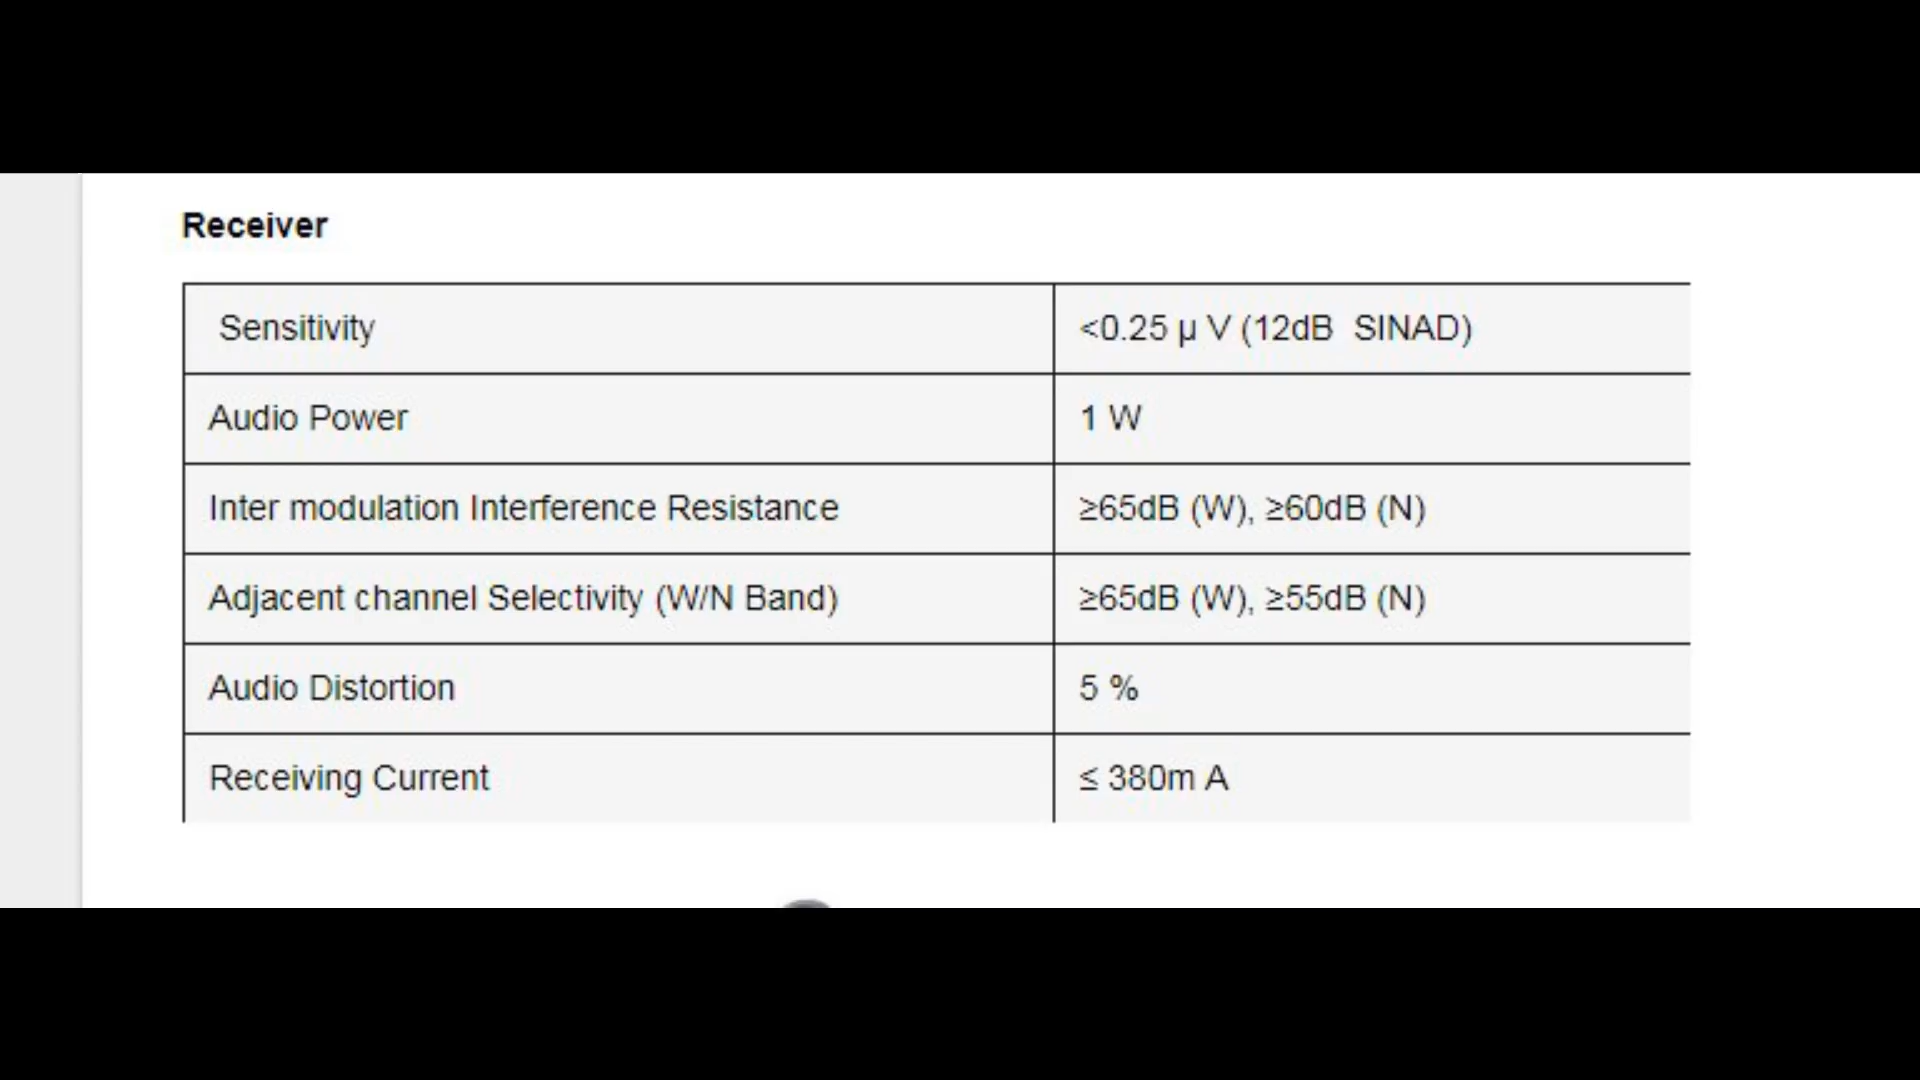 Receiver
Sensitivity <0.25 μ V (12dB  SINAD)
Audio Power 1 W
Inter modulation Interference Resistance ≥65dB (W), ≥60dB (N)
Adjacent channel Selectivity (W/N Band) ≥65dB (W), ≥55dB (N)
Audio Distortion 5 %
Receiving Current ≤ 380m A